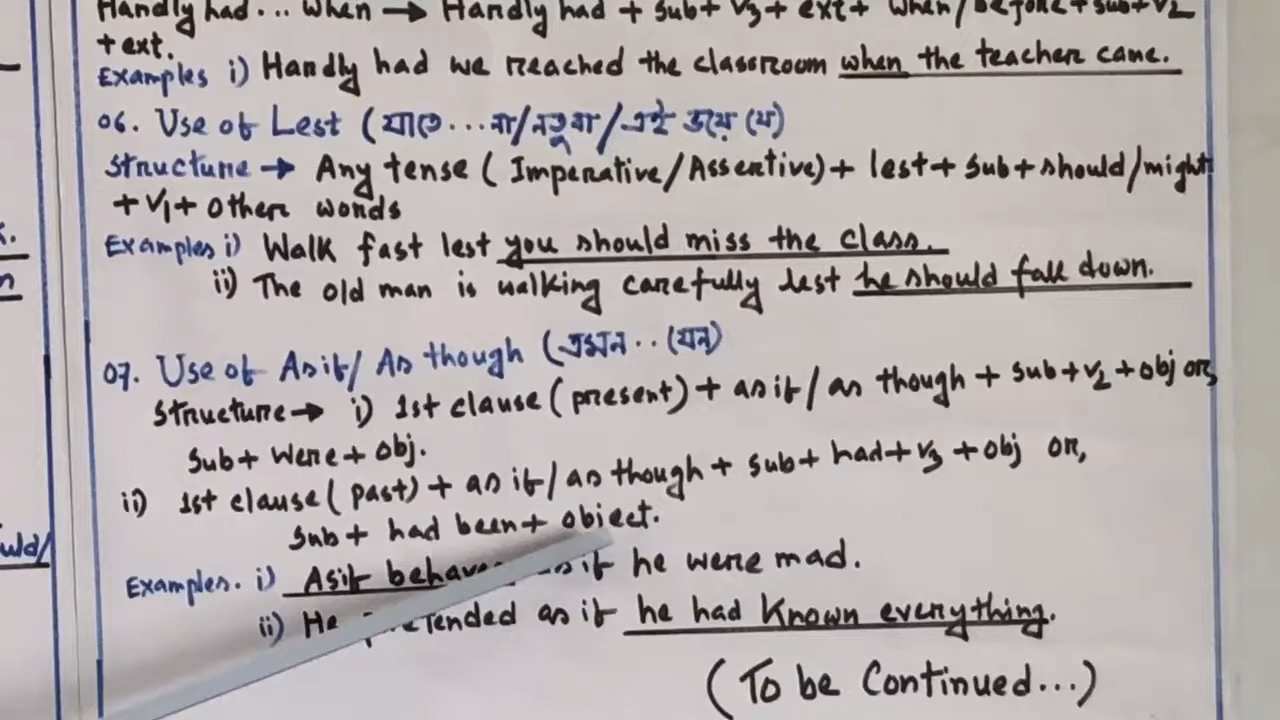 Hardly had... when → Hardly had + sub + V3 + ext + when/before + sub + V2
+ ext.
Examples i) Hardly had we reached the classroom when the teacher came.
06. Use of Lest (যাতে...না/নতুবা/এই ভয়ে যে)
Structure → Any tense (Imperative/Assertive) + lest + sub + should/might
+ V1 + other words
Examples i) Walk fast lest you should miss the class.
ii) The old man is walking carefully lest he should fall down.
07. Use of As if/ As though (এমন..যেন)
Structure → i) 1st clause (present) + as if / as though + sub + V2 + obj or,
Sub + were + obj.
ii) 1st clause (past) + as if/as though + sub + had + V3 + obj or,
Sub + had been + object.
Examples. i) Asif as if he were mad.
ii) He as if he had known everything.
(To be Continued...)